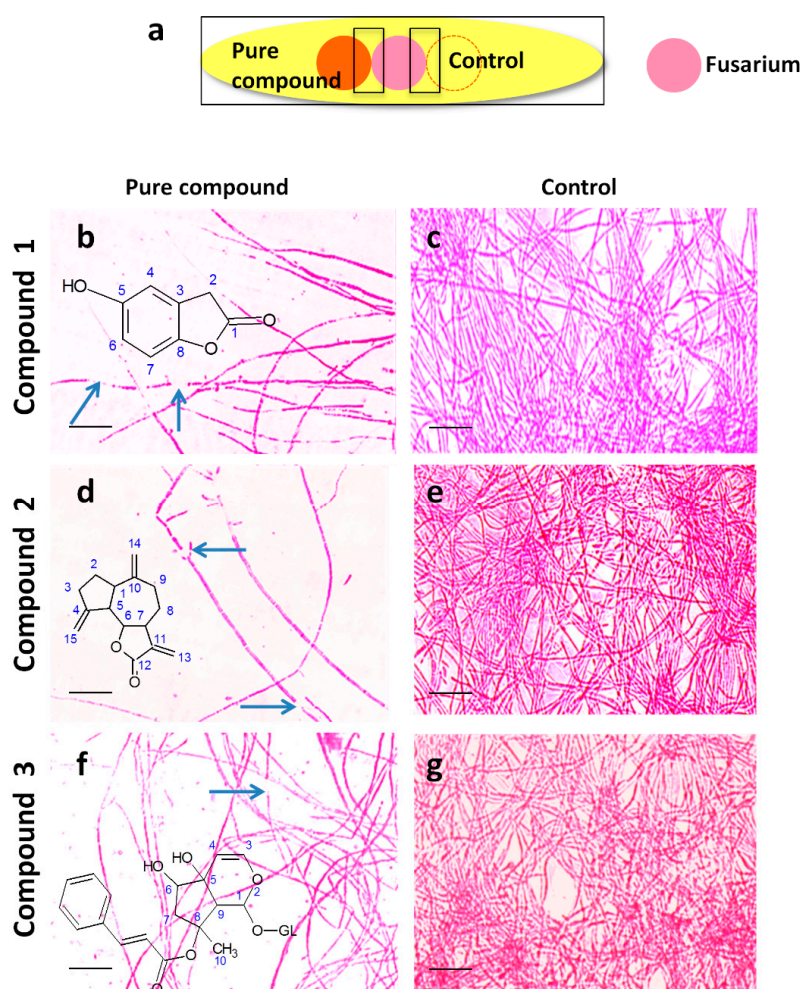 a
Pure
compound
Control
Fusarium
Pure compound
Control
Compound 1
b
HO
5
4
3
2
1
O
O
6
7
8
c
Compound 2
d
14
2
3
1
10
9
4
5
6
7
8
15
O
11
12
13
O
e
Compound 3
f
4
3
HO
HO
5
2
O
6
1
7
8
9
O
GL
CH3
10
O
O
g